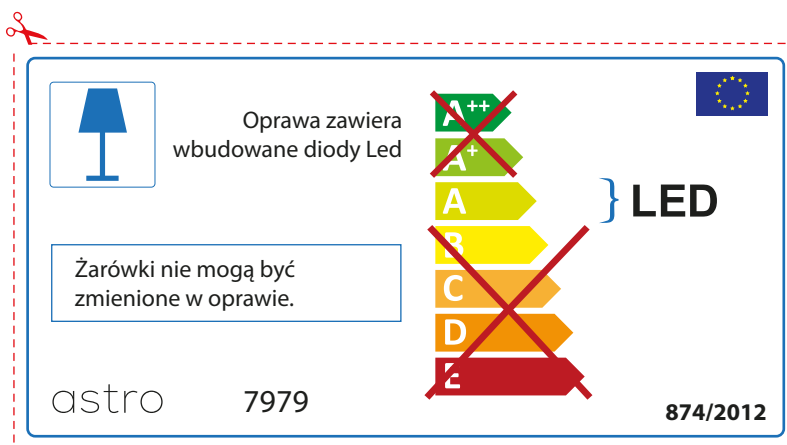 Oprawa zawiera
wbudowane diody Led
Żarówki nie mogą być
zmienione w oprawie.
astro
7979
A++
A+
A
B
C
D
E
LED
874/2012